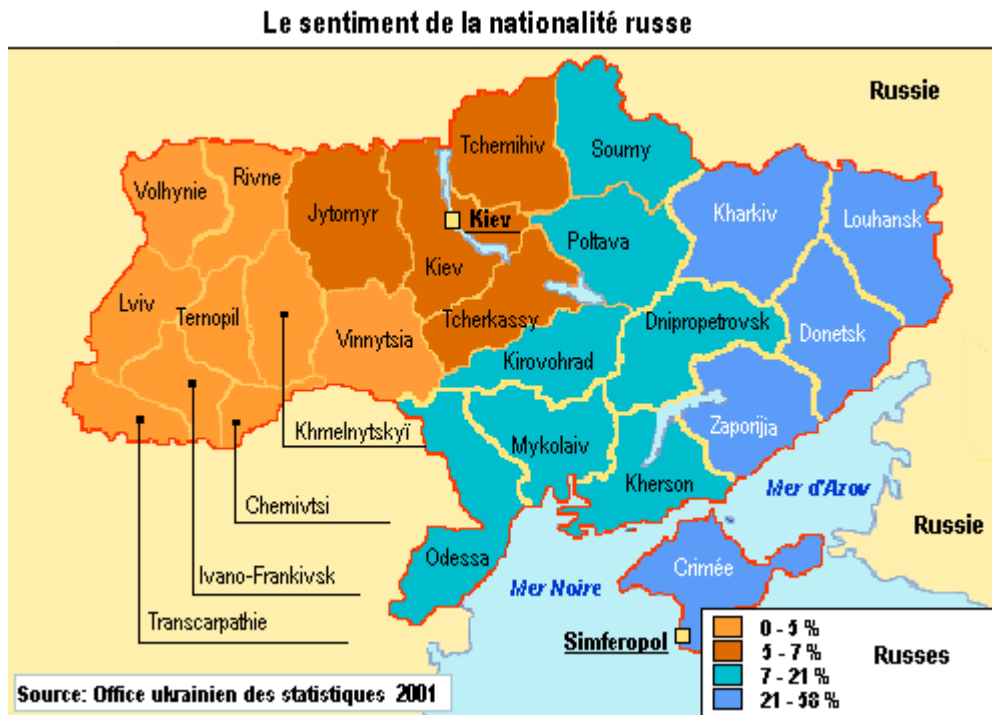 Le sentiment de la nationalité russe
Russie
Tchernihiv
Soumy
Rivne
Volhynie
Jytomyr
Kiev
Kharkiv
Louhansk
Poltava
Kiev
Lviv
Ternopil
Tcherkassy
Vinnytsia
Dnipropetrovsk
Donetsk
Kirovohrad
Zaporijia
Khmelnytskyï
Mykolaiv
Kherson
Mer d'Azov
Chernivtsi
Russie
Odessa
Crimée
Ivano-Frankivsk
Mer Noire
Transcarpathie
Simferopol
0 - 5 %
5 - 7 %
7 - 21 %
21 - 58 %
Russes
Source: Office ukrainien des statistiques 2001